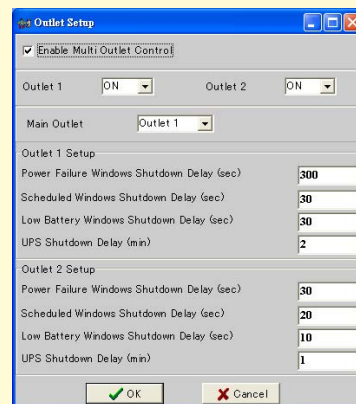 Outlet Setup
Enable Multi Outlet Control
Outlet 1 ON Outlet 2 ON
Main Outlet Outlet 1
Outlet 1 Setup
Power Failure Windows Shutdown Delay (sec) 300
Scheduled Windows Shutdown Delay (sec) 30
Low Battery Windows Shutdown Delay (sec) 30
UPS Shutdown Delay (min) 2
Outlet 2 Setup
Power Failure Windows Shutdown Delay (sec) 30
Scheduled Windows Shutdown Delay (sec) 20
Low Battery Windows Shutdown Delay (sec) 10
UPS Shutdown Delay (min) 1
OK Cancel